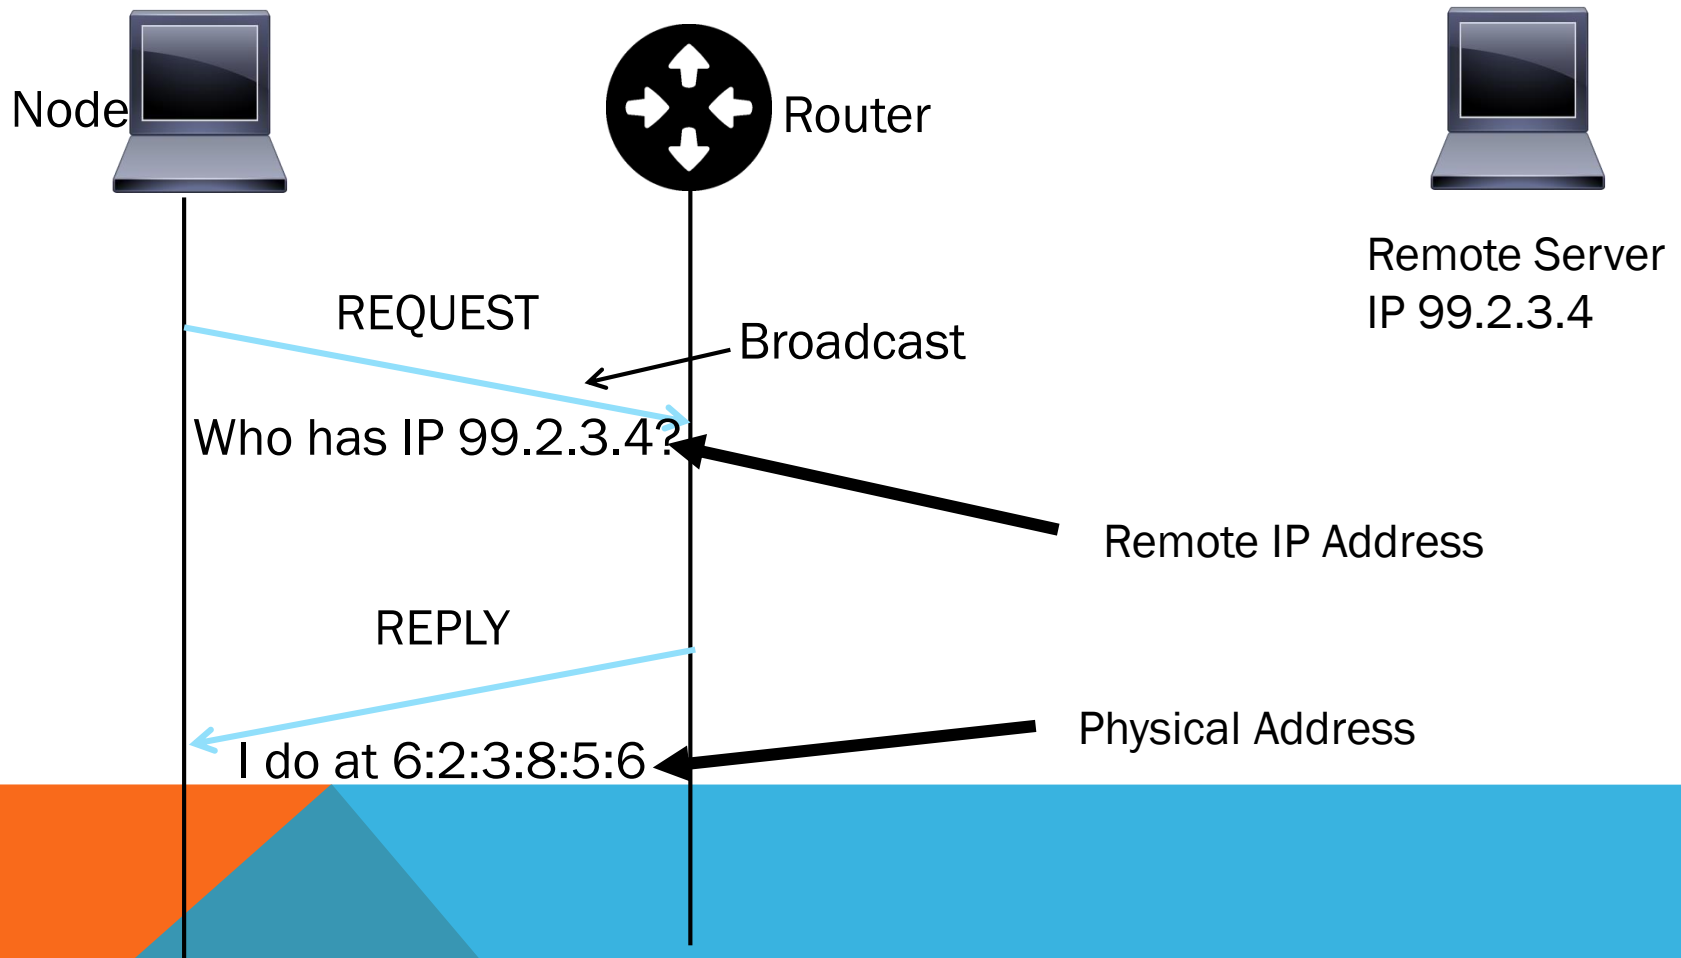 Node
Router
Remote Server
IP 99.2.3.4
REQUEST
Broadcast
Who has IP 99.2.3.4?
Remote IP Address
REPLY
Physical Address
I do at 6:2:3:8:5:6